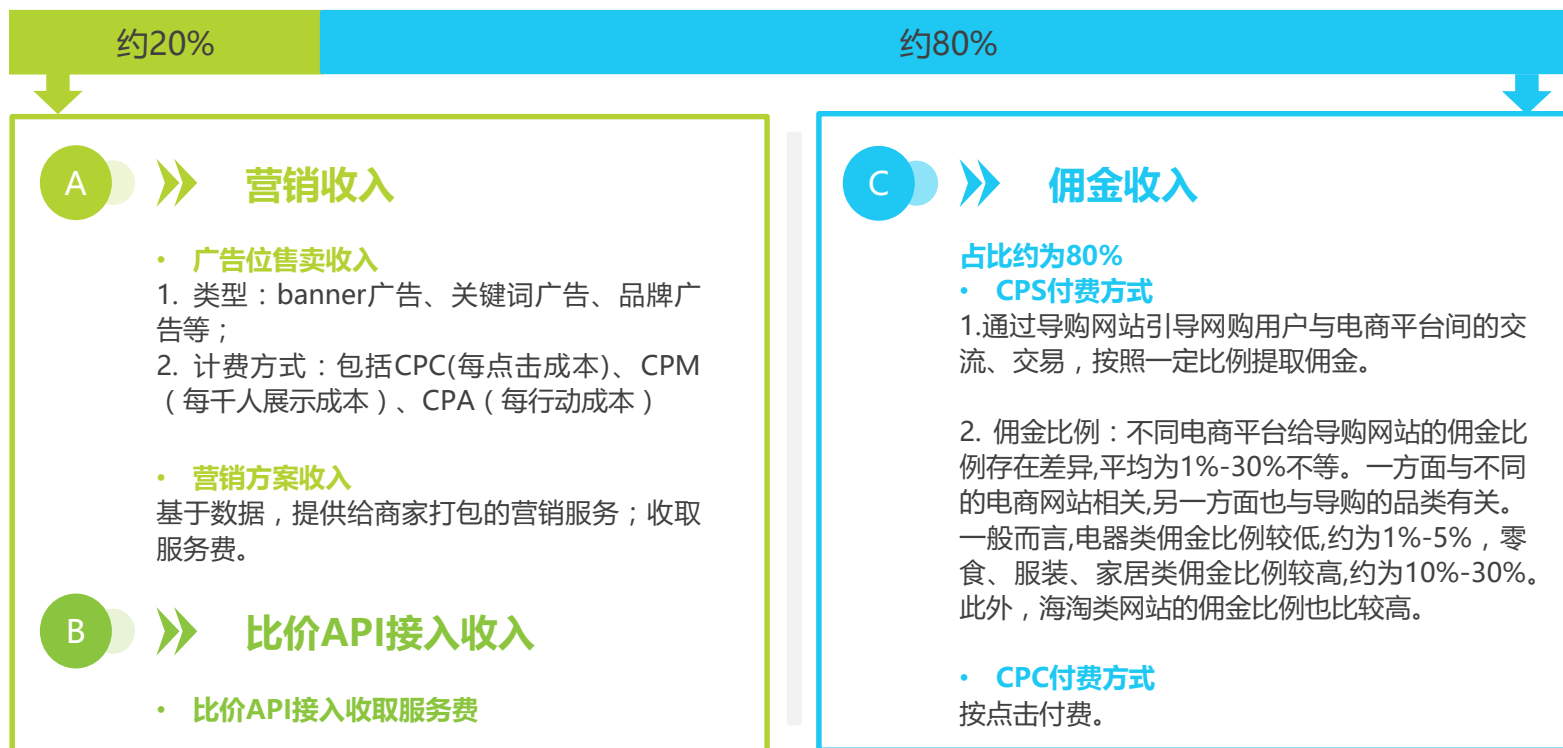 约20%
约80%
A
营销收入
• 广告位售卖收入
1. 类型：banner广告、关键词广告、品牌广
告等；
2. 计费方式：包括CPC(每点击成本)、CPM
（每千人展示成本）、CPA（每行动成本）
• 营销方案收入
基于数据，提供给商家打包的营销服务；收取
服务费。
B
比价API接入收入
• 比价API接入收取服务费
C
佣金收入
占比约为80%
• CPS付费方式
1.通过导购网站引导网购用户与电商平台间的交
流、交易，按照一定比例提取佣金。
2. 佣金比例：不同电商平台给导购网站的佣金比
例存在差异,平均为1%-30%不等。一方面与不同
的电商网站相关,另一方面也与导购的品类有关。
一般而言,电器类佣金比例较低,约为1%-5%，零
食、服装、家居类佣金比例较高,约为10%-30%。
此外，海淘类网站的佣金比例也比较高。
• CPC付费方式
按点击付费。